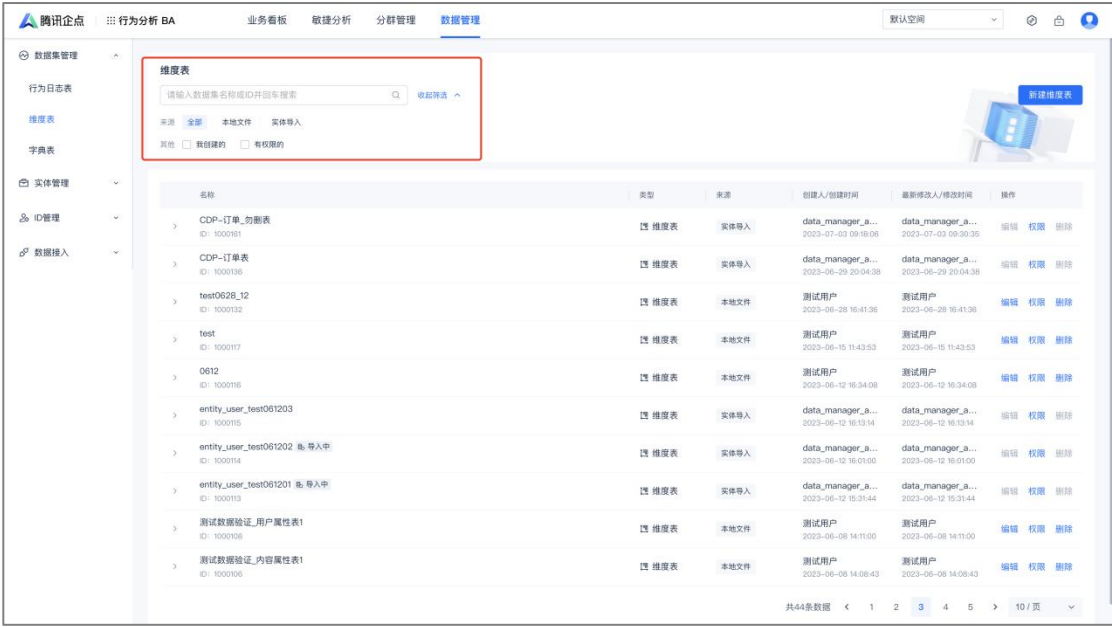 腾讯企点 行为分析 BA 业务看板 敏捷分析 分群管理 数据管理 默认空间
数据集管理
行为日志表
维度表
字典表
实体管理
ID管理
数据接入
维度表
请输入数据集名称或ID并回车搜索 收起筛选
来源 全部 本地文件 实体导入
其他 我创建的 有权限的
新建维度表
名称 类型 来源 创建人/创建时间 最新修改人/修改时间 操作
CDP-订单_勿删表 维度表 实体导入 data_manager_a... data_manager_a... 编辑 权限 删除
ID: 1000161 2023-07-03 09:18:06 2023-07-03 09:30:35
CDP-订单表 维度表 实体导入 data_manager_a... data_manager_a... 编辑 权限 删除
ID: 1000136 2023-06-29 20:04:38 2023-06-29 20:04:38
test0628_12 维度表 本地文件 测试用户 测试用户 编辑 权限 删除
ID: 1000132 2023-06-28 16:41:36 2023-06-28 16:41:36
test 维度表 本地文件 测试用户 测试用户 编辑 权限 删除
ID: 1000117 2023-06-15 11:43:53 2023-06-15 11:43:53
0612 维度表 本地文件 测试用户 测试用户 编辑 权限 删除
ID: 1000116 2023-06-12 16:34:08 2023-06-12 16:34:08
entity_user_test061203 维度表 实体导入 data_manager_a... data_manager_a... 编辑 权限 删除
ID: 1000115 2023-06-12 16:13:14 2023-06-12 16:13:14
entity_user_test061202 导入中 维度表 实体导入 data_manager_a... data_manager_a... 编辑 权限 删除
ID: 1000114 2023-06-12 16:01:00 2023-06-12 16:01:00
entity_user_test061201 导入中 维度表 实体导入 data_manager_a... data_manager_a... 编辑 权限 删除
ID: 1000113 2023-06-12 15:31:44 2023-06-12 15:31:44
测试数据验证_用户属性表1 维度表 本地文件 测试用户 测试用户 编辑 权限 删除
ID: 1000108 2023-06-08 14:11:00 2023-06-08 14:11:00
测试数据验证_内容属性表1 维度表 本地文件 测试用户 测试用户 编辑 权限 删除
ID: 1000106 2023-06-08 14:08:43 2023-06-08 14:08:43
共44条数据 1 2 3 4 5 10 / 页